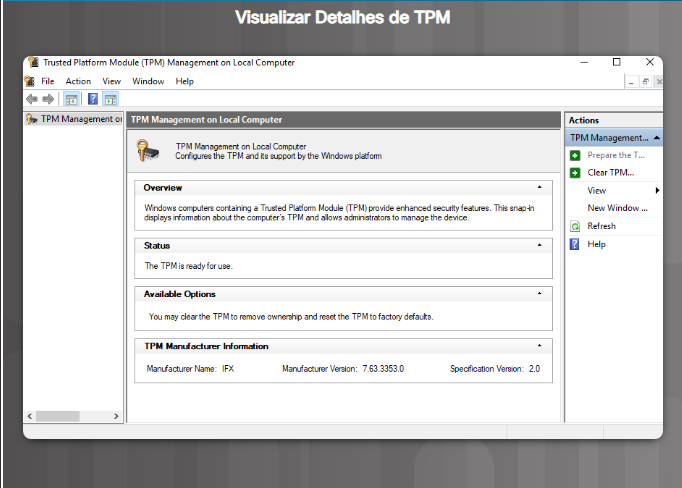 Visualizar Detalhes de TPM
Trusted Platform Module (TPM) Management on Local Computer
File Action View Window Help
TPM Management on
TPM Management on Local Computer
TPM Management on Local Computer
Configures the TPM and its support by the Windows platform
Overview
Windows computers containing a Trusted Platform Module (TPM) provide enhanced security features. This snap-in
displays information about the computer's TPM and allows administrators to manage the device.
Status
The TPM is ready for use.
Available Options
You may clear the TPM to remove ownership and reset the TPM to factory defaults.
TPM Manufacturer Information
Manufacturer Name: IFX Manufacturer Version: 7.63.3353.0 Specification Version: 2.0
Actions
TPM Management...
Prepare the T...
Clear TPM...
View
New Window ...
Refresh
Help